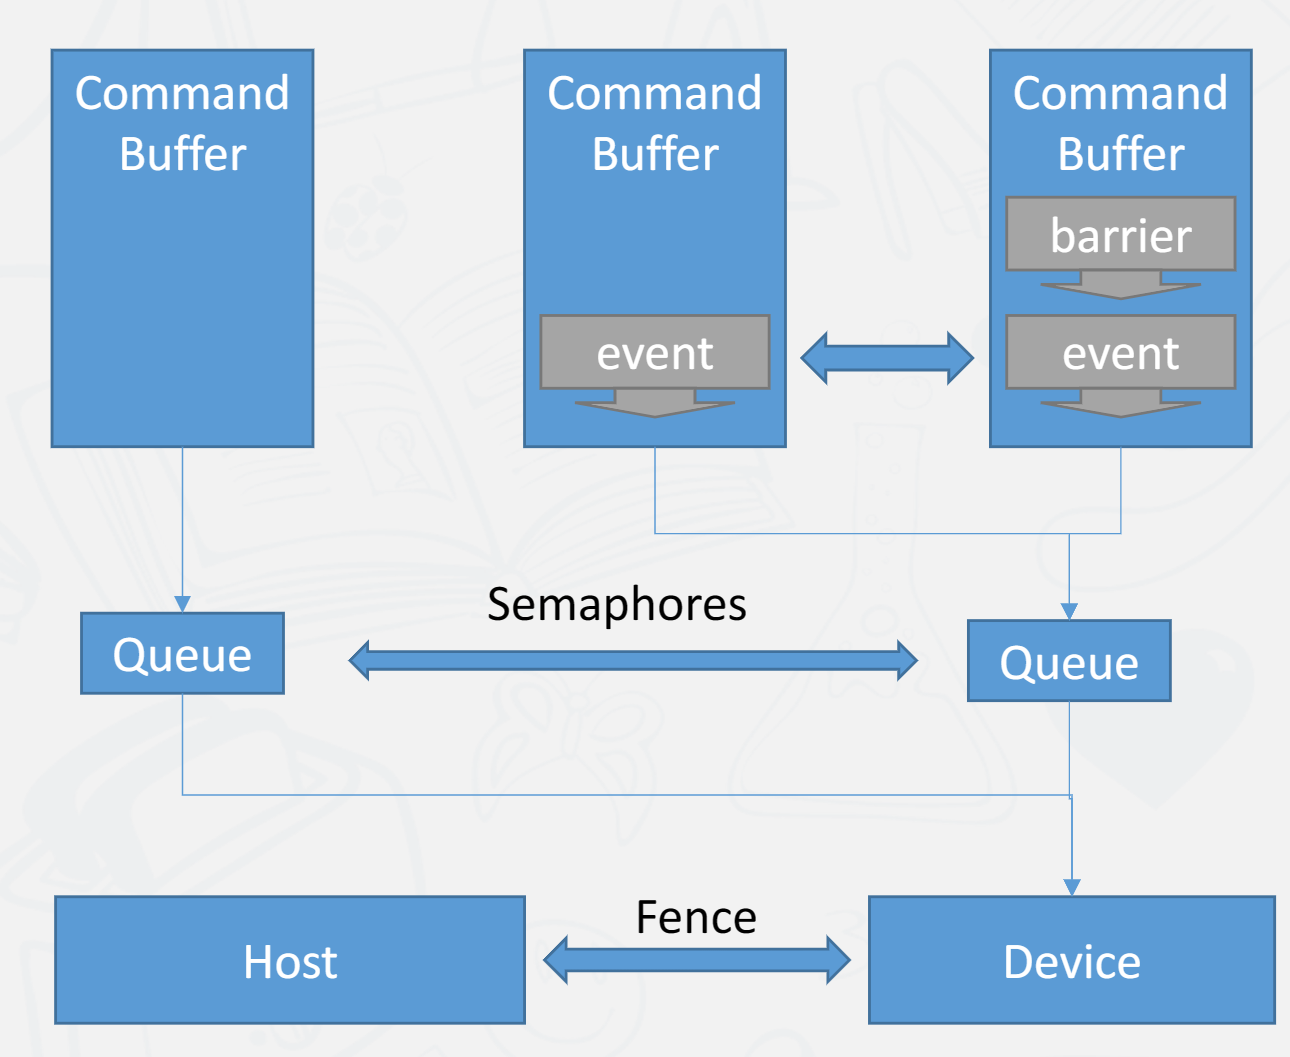 Command
Buffer
Command
Buffer
Command
Buffer
barrier
event
event
Semaphores
Queue
Queue
Fence
Host
Device